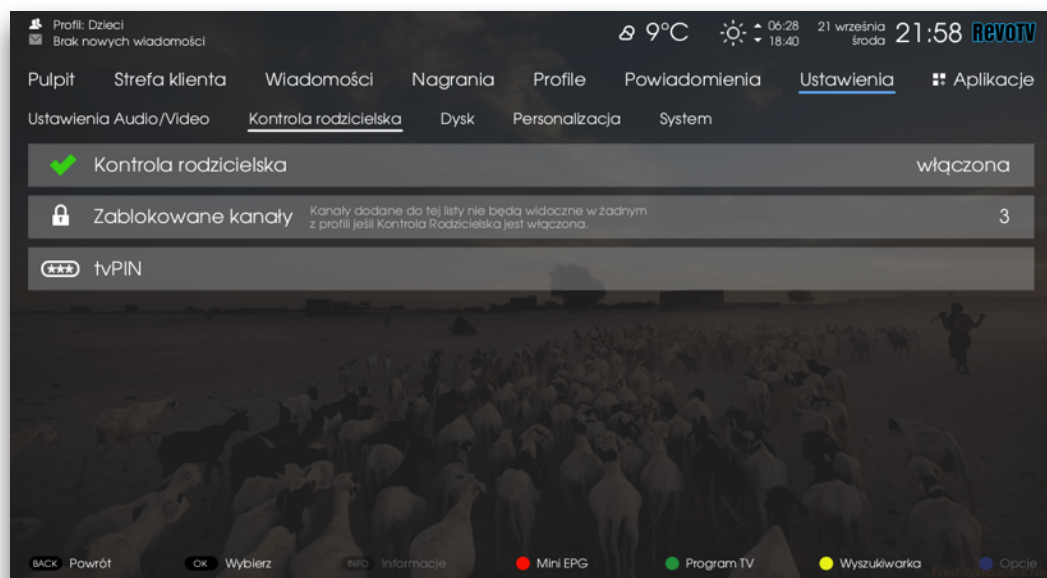 Profil: Dzieci
Brak nowych wiadomości
9°C
06:28
18:40
21 września
środa
21:58
REVOTV
Pulpit Strefa klienta Wiadomości Nagrania Profile Powiadomienia Ustawienia Aplikacje
Ustawienia Audio/Video Kontrola rodzicielska Dysk Personalizacja System
Kontrola rodzicielska włączona
Zablokowane kanały
Kanały dodane do tej listy nie będą widoczne w żadnym
z profili jeśli Kontrola Rodzicielska jest włączona.
3
*** tvPIN
BACK Powrót OK Wybierz INFO Informacje Mini EPG Program TV Wyszukiwarka Opcje